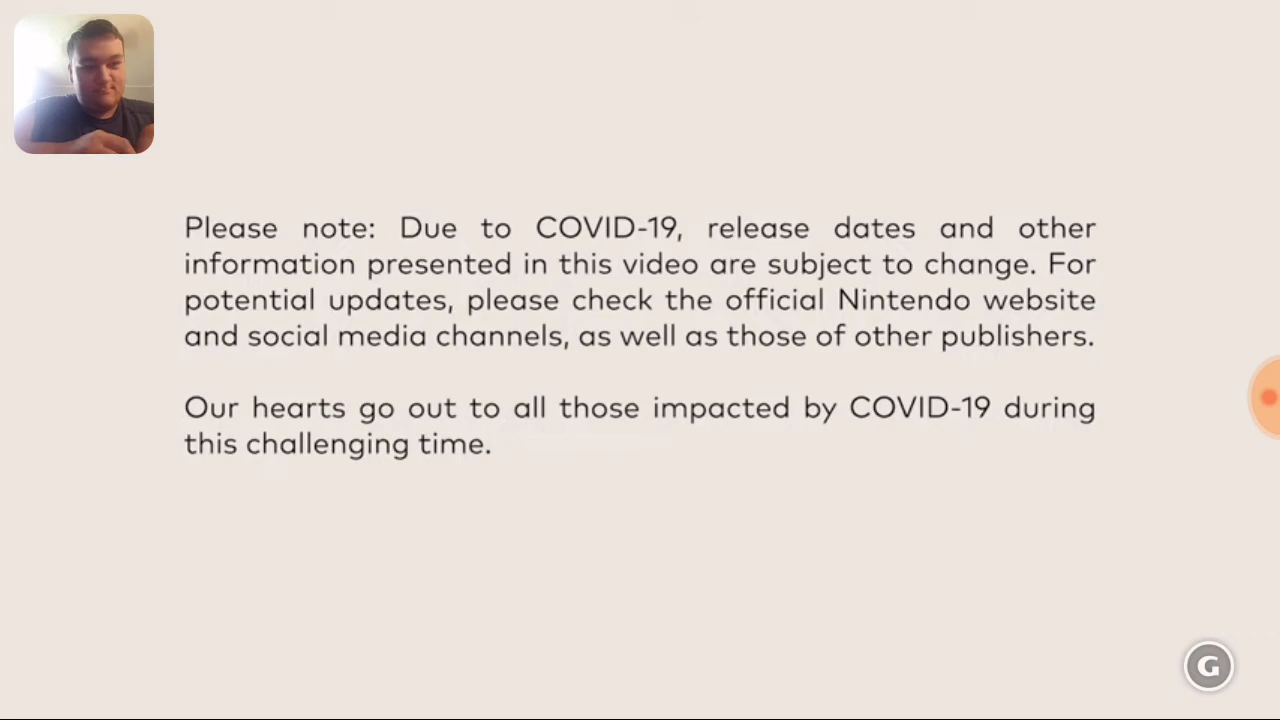 Please note: Due to COVID-19, release dates and other
information presented in this video are subject to change. For
potential updates, please check the official Nintendo website
and social media channels, as well as those of other publishers.
Our hearts go out to all those impacted by COVID-19 during
this challenging time.
G